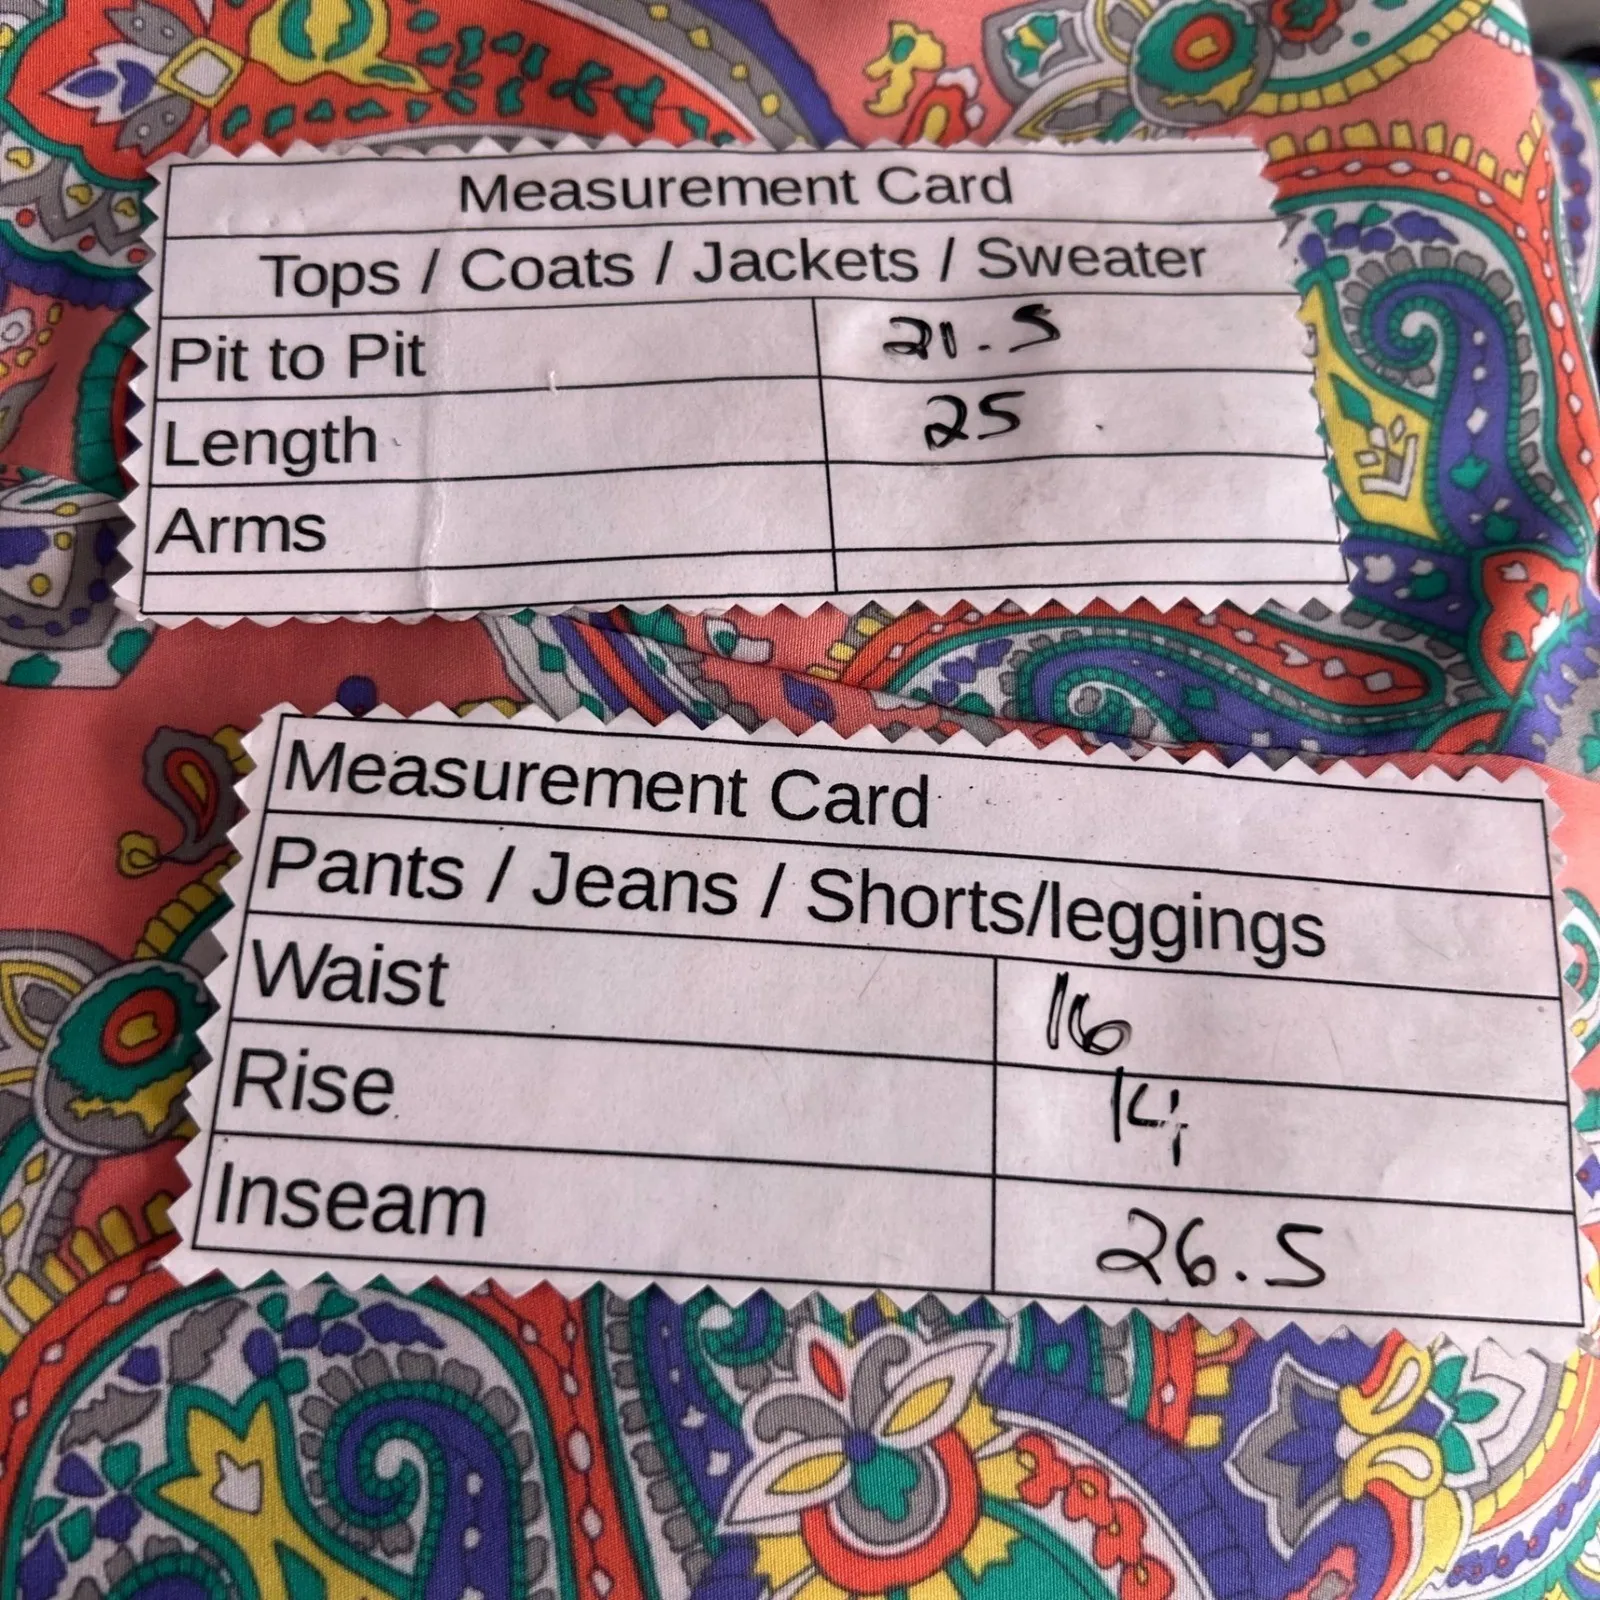 Measurement Card
Tops / Coats / Jackets / Sweater
Pit to Pit 21.5
Length 25
Arms
Measurement Card
Pants / Jeans / Shorts/leggings
Waist 16
Rise 14
Inseam 26.5